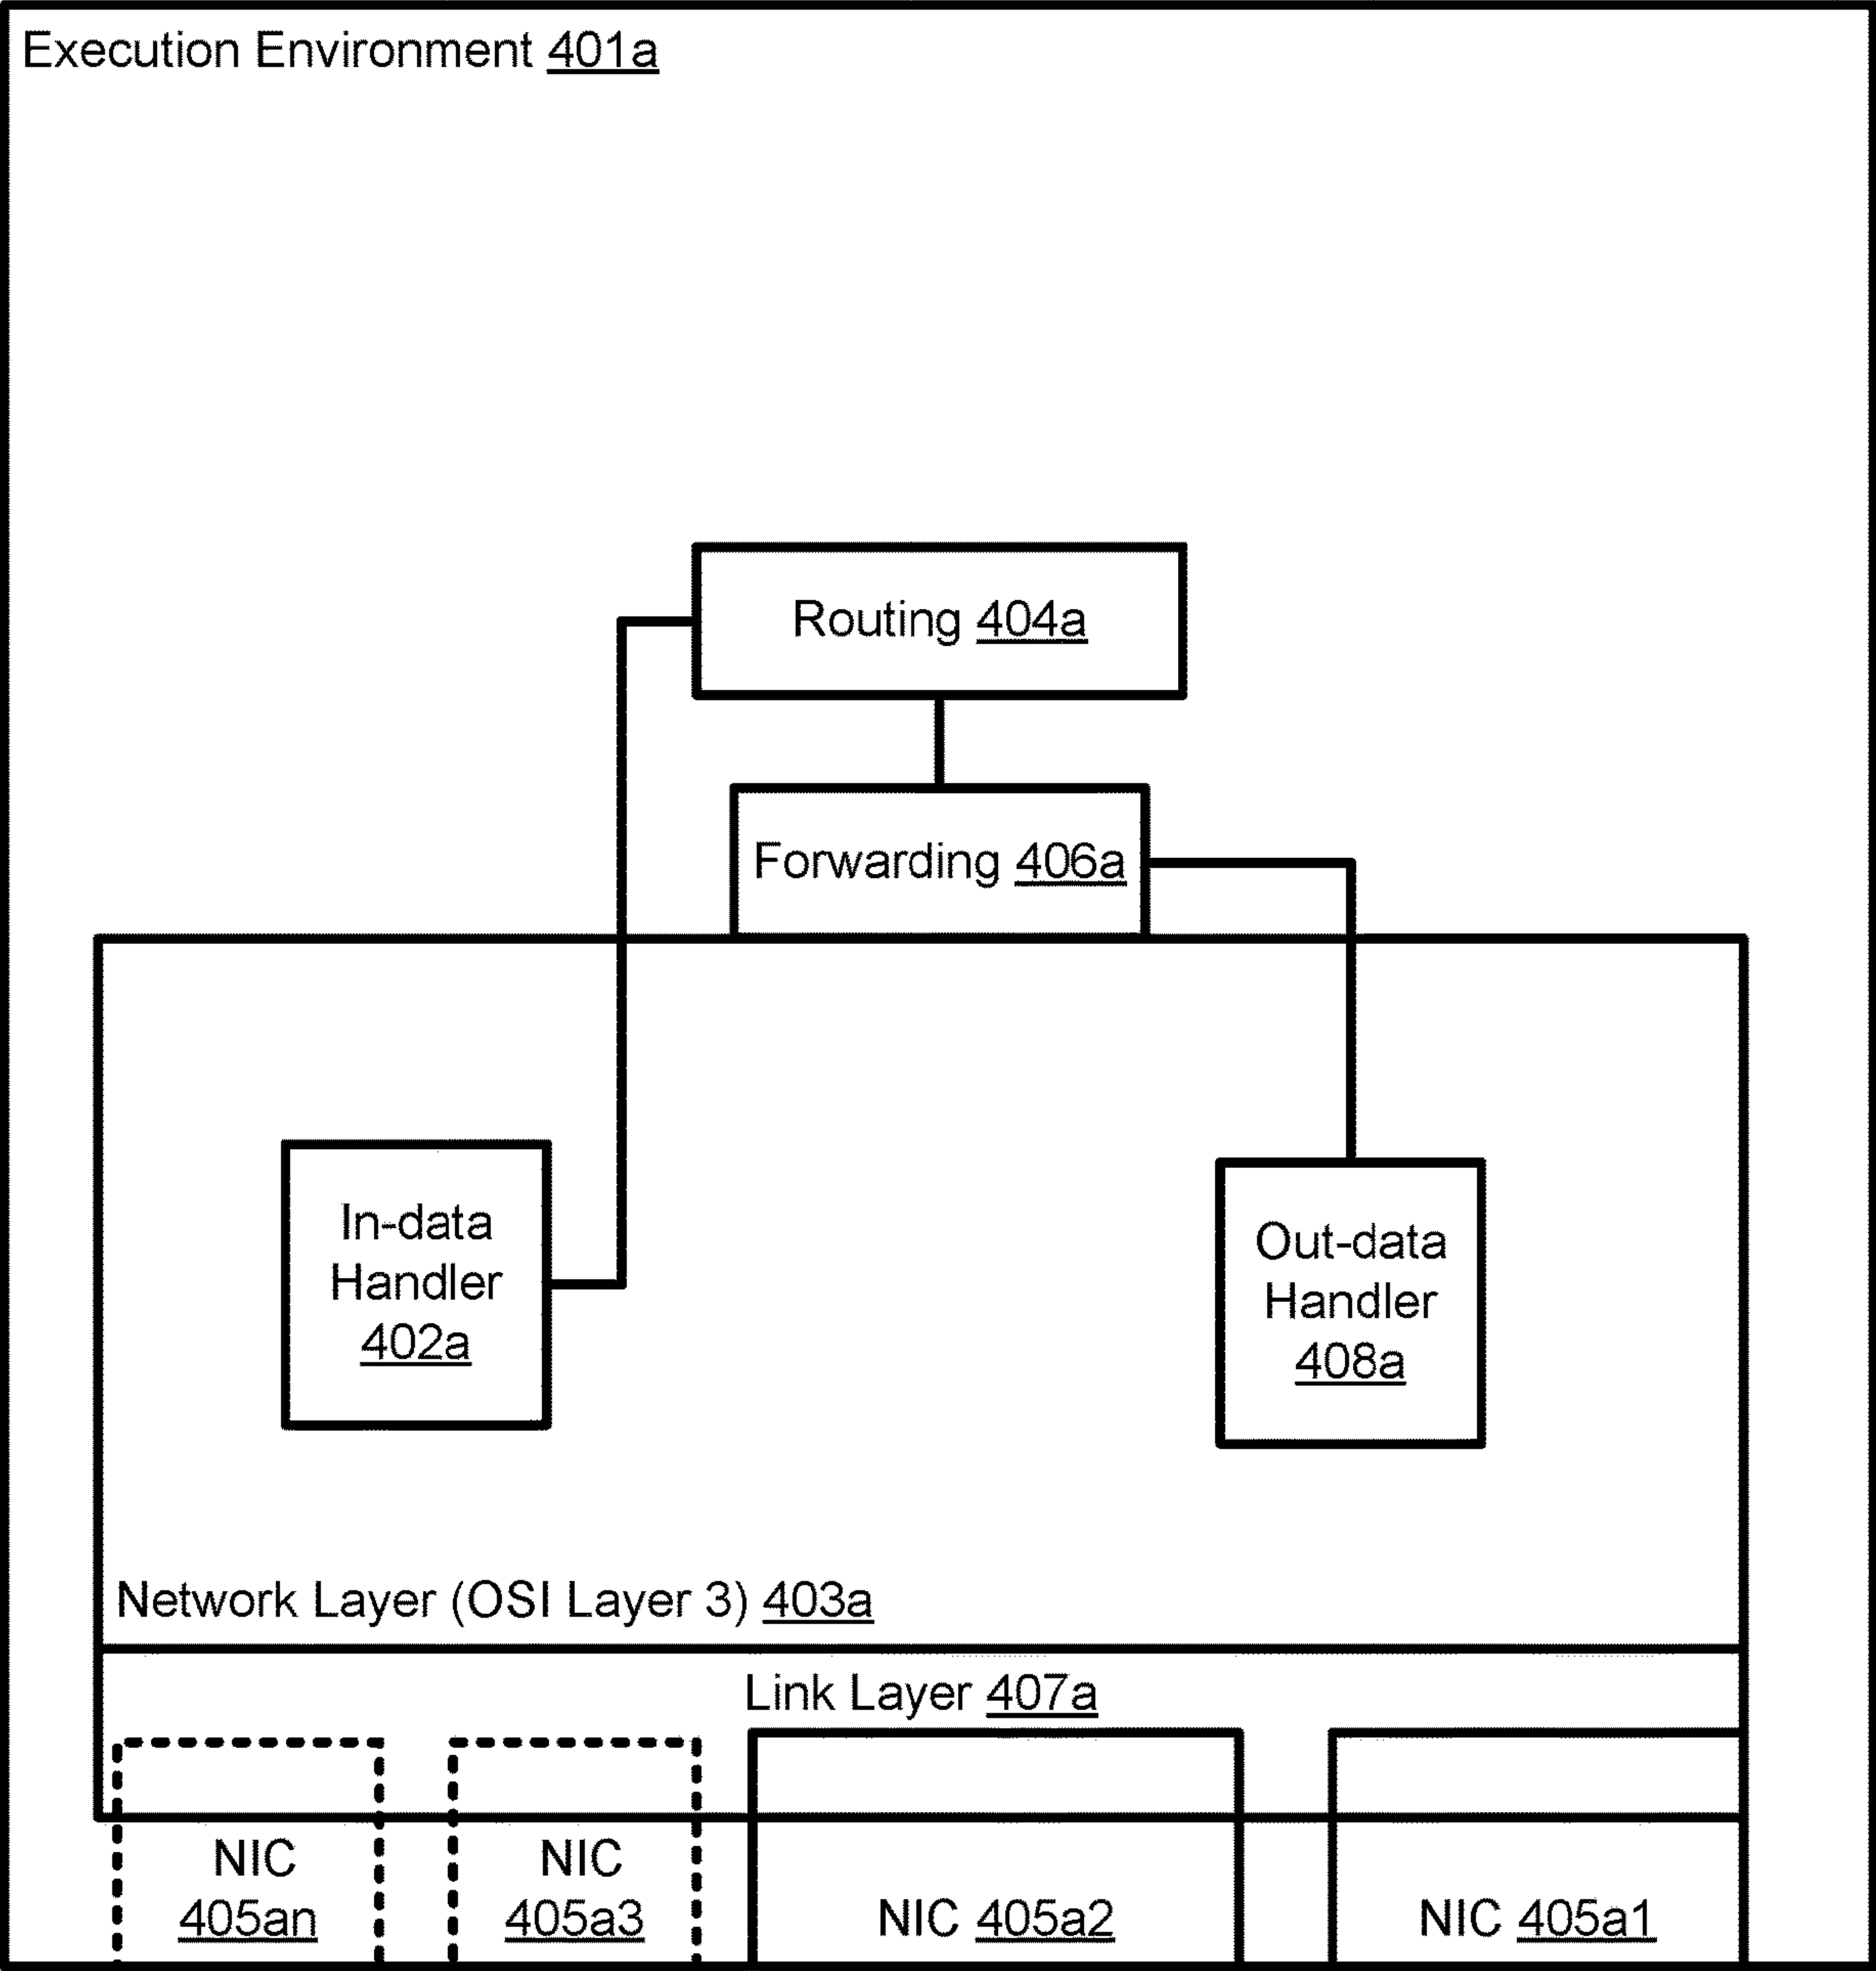 Execution Environment 401a
Routing 404a
Forwarding 406a
In-data
Handler
402a
Out-data
Handler
408a
Network Layer (OSI Layer 3) 403a
Link Layer 407a
NIC
405an
NIC
405a3
NIC 405a2
NIC 405a1